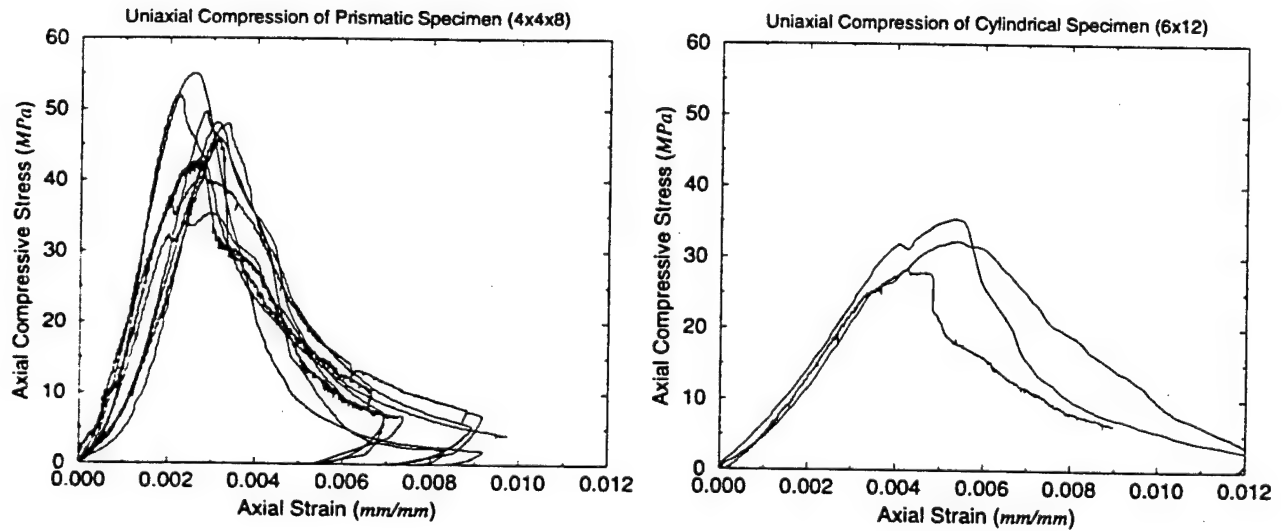 Uniaxial Compression of Prismatic Specimen (4x4x8)
60
50
40
30
20
10
0
Axial Compressive Stress (MPa)
0.000 0.002 0.004 0.006 0.008 0.010 0.012
Axial Strain (mm/mm)
Uniaxial Compression of Cylindrical Specimen (6x12)
60
50
40
30
20
10
0
Axial Compressive Stress (MPa)
0.000 0.002 0.004 0.006 0.008 0.010 0.012
Axial Strain (mm/mm)